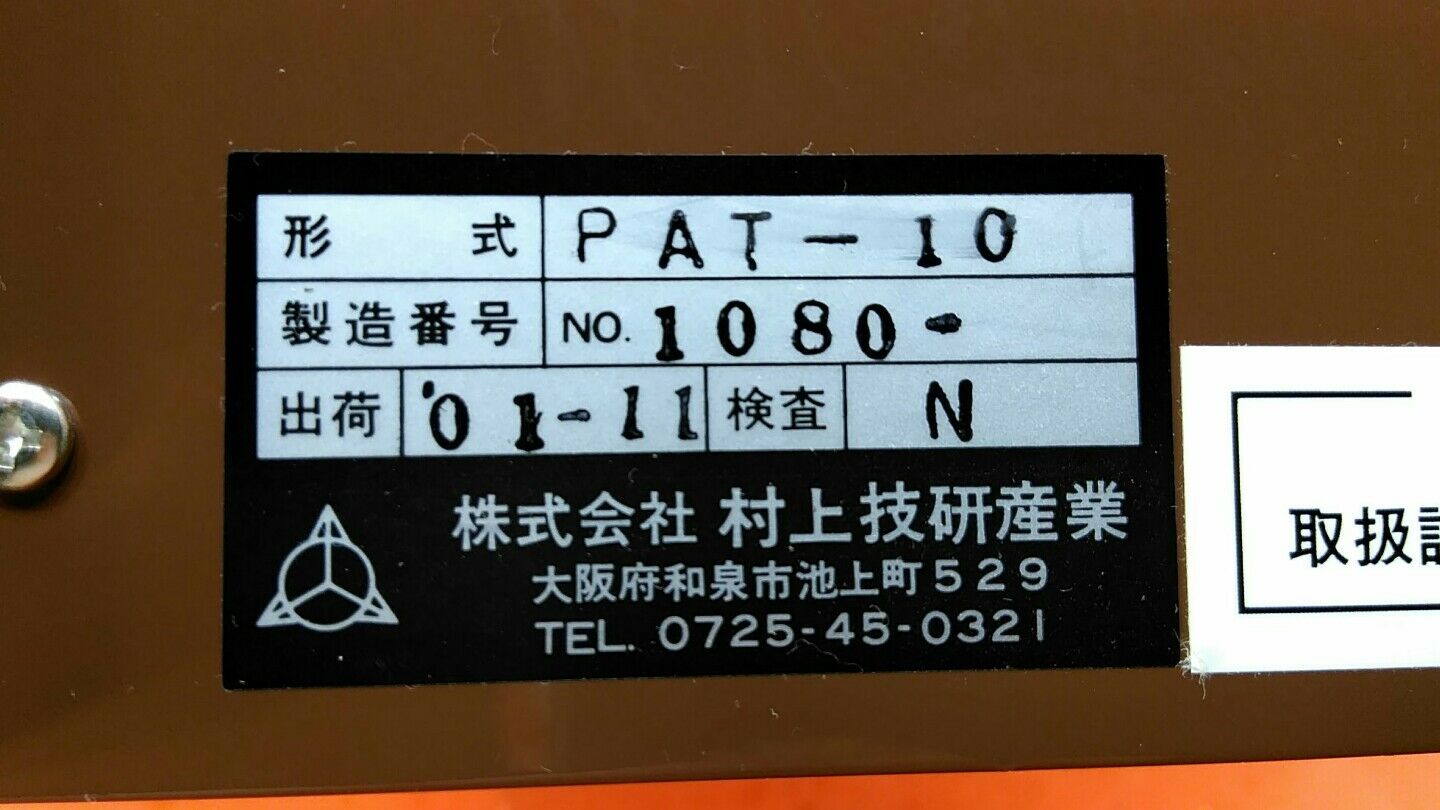 形式 PAT-10
製造番号 NO. 1080-
出荷 '01-11 検査 N
株式会社 村上技研産業
大阪府和泉市池上町529
TEL. 0725-45-0321
取扱